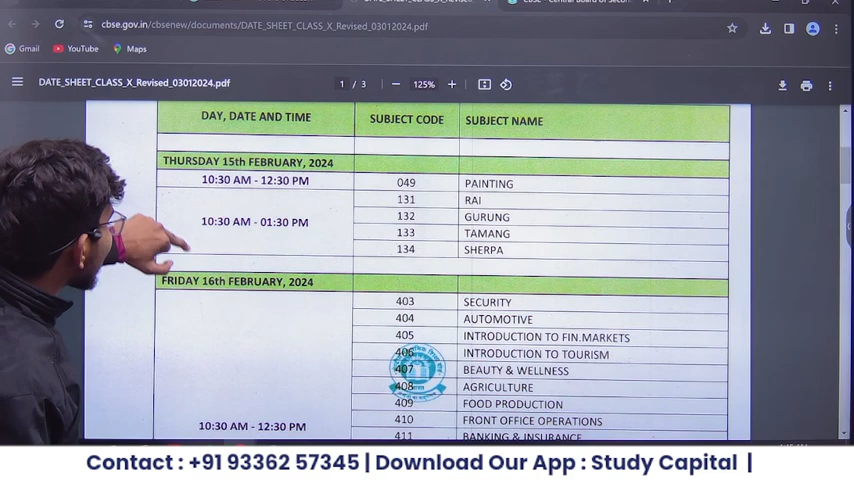 cbse.gov.in/cbsenew/documents/DATE_SHEET_CLASS_X_Revised_03012024.pdf
Gmail YouTube Maps
DATE_SHEET_CLASS_X_Revised_03012024.pdf 1 / 3 — 125% +
DAY, DATE AND TIME SUBJECT CODE SUBJECT NAME
THURSDAY 15th FEBRUARY, 2024
10:30 AM - 12:30 PM 049 PAINTING
131 RAI
10:30 AM - 01:30 PM 132 GURUNG
133 TAMANG
134 SHERPA
FRIDAY 16th FEBRUARY, 2024
403 SECURITY
404 AUTOMOTIVE
405 INTRODUCTION TO FIN.MARKETS
406 INTRODUCTION TO TOURISM
407 BEAUTY & WELLNESS
408 AGRICULTURE
409 FOOD PRODUCTION
10:30 AM - 12:30 PM 410 FRONT OFFICE OPERATIONS
411 BANKING & INSURANCE
Contact : +91 93362 57345 | Download Our App : Study Capital |